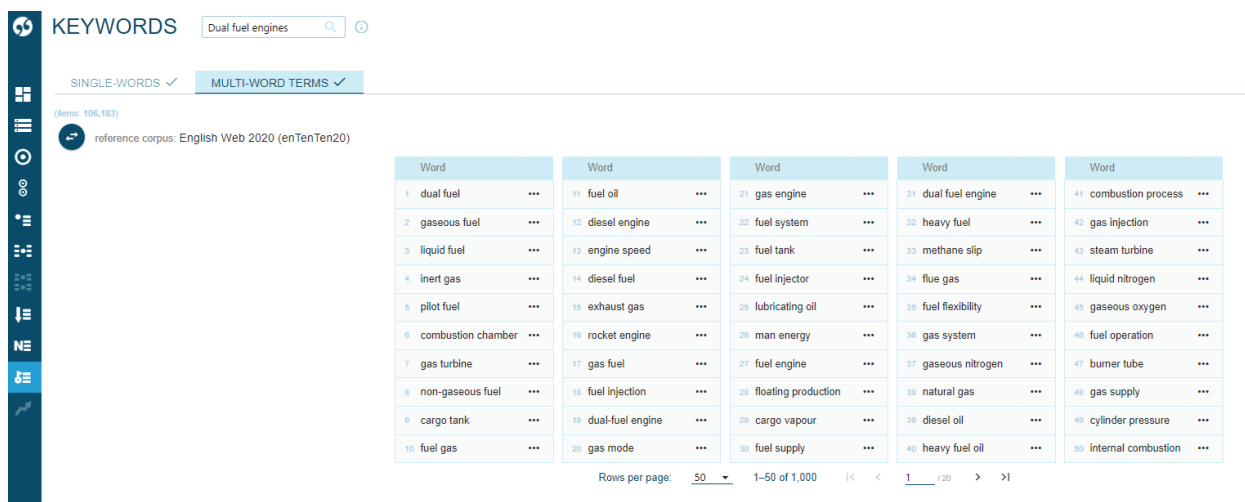 KEYWORDS
Dual fuel engines
SINGLE-WORDS
MULTI-WORD TERMS
(items: 106,183)
reference corpus: English Web 2020 (enTenTen20)
Word Word Word Word Word
1 dual fuel 11 fuel oil 21 gas engine 31 dual fuel engine 41 combustion process
2 gaseous fuel 12 diesel engine 22 fuel system 32 heavy fuel 42 gas injection
3 liquid fuel 13 engine speed 23 fuel tank 33 methane slip 43 steam turbine
4 inert gas 14 diesel fuel 24 fuel injector 34 flue gas 44 liquid nitrogen
5 pilot fuel 15 exhaust gas 25 lubricating oil 35 fuel flexibility 45 gaseous oxygen
6 combustion chamber 16 rocket engine 26 man energy 36 gas system 46 fuel operation
7 gas turbine 17 gas fuel 27 fuel engine 37 gaseous nitrogen 47 burner tube
8 non-gaseous fuel 18 fuel injection 28 floating production 38 natural gas 48 gas supply
9 cargo tank 19 dual-fuel engine 29 cargo vapour 39 diesel oil 49 cylinder pressure
10 fuel gas 20 gas mode 30 fuel supply 40 heavy fuel oil 50 internal combustion
Rows per page: 50 1–50 of 1,000 1 / 20